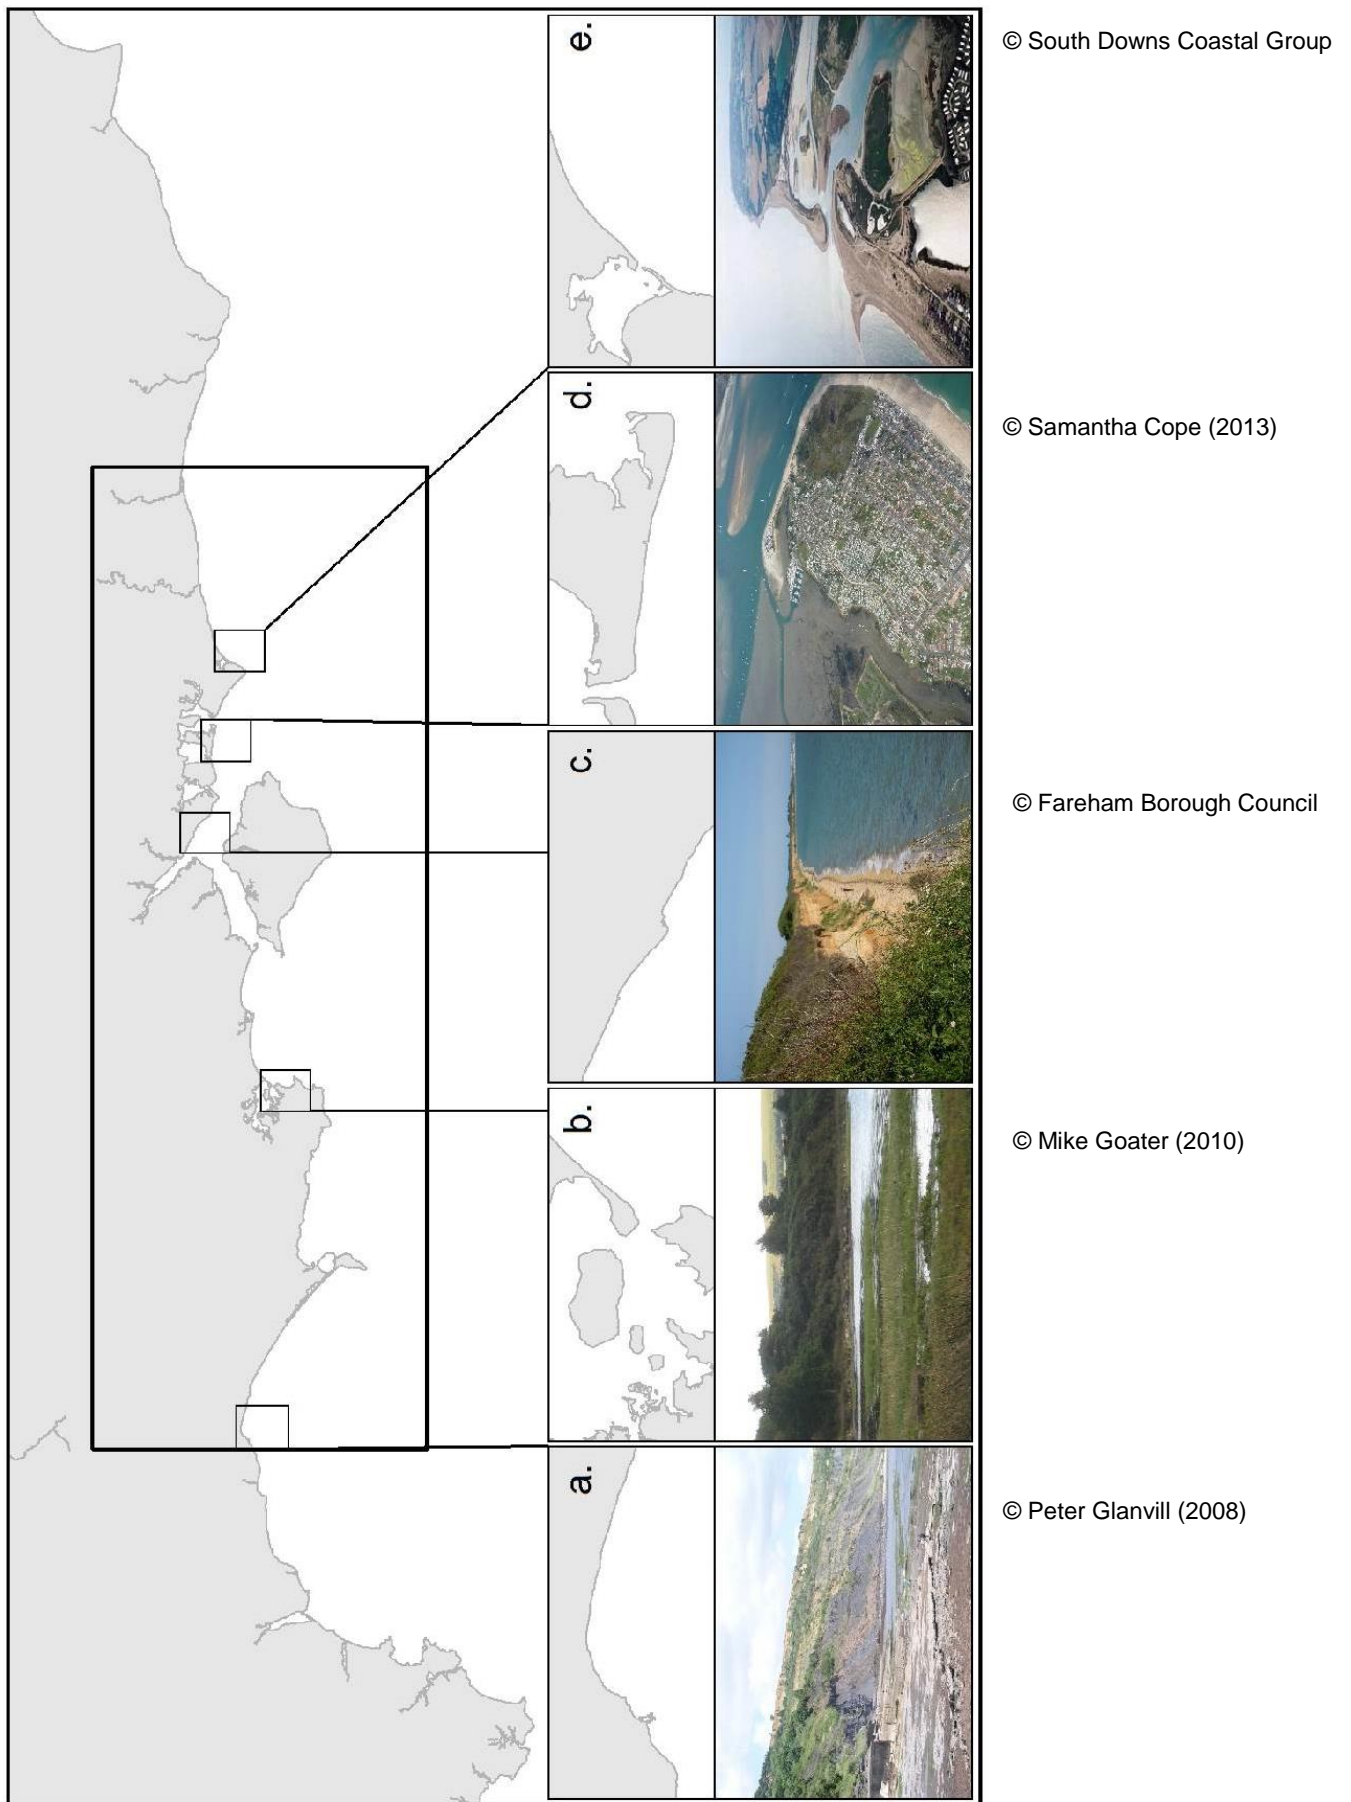 e.
© South Downs Coastal Group
d.
© Samantha Cope (2013)
c.
© Fareham Borough Council
b.
© Mike Goater (2010)
a.
© Peter Glanvill (2008)